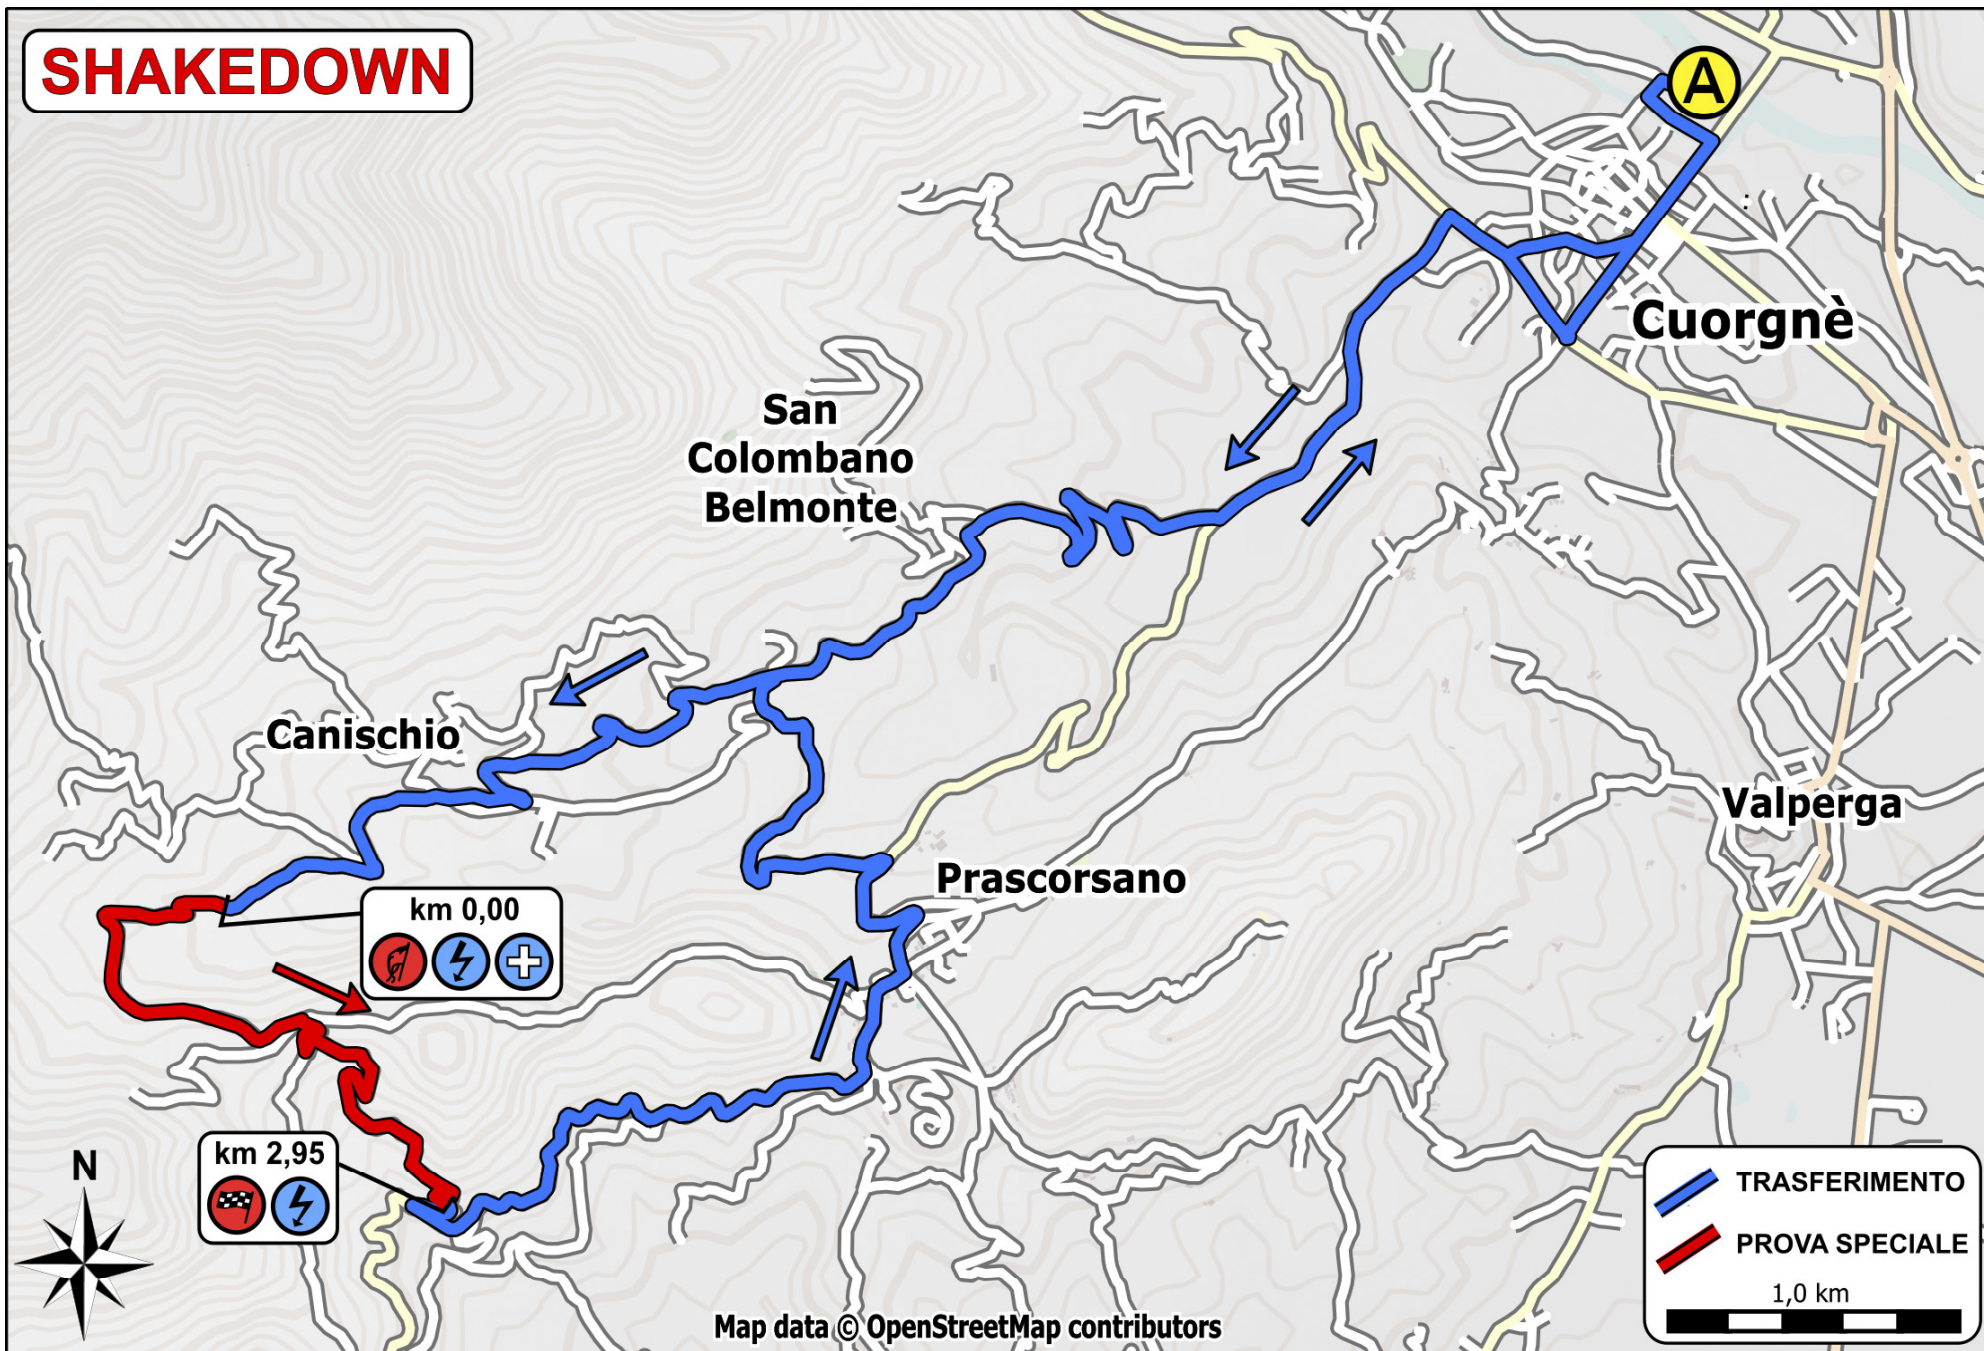 SHAKEDOWN
A
Cuorgnè
San
Colombano
Belmonte
Canischio
Valperga
Prascorsano
km 0,00
km 2,95
N
TRASFERIMENTO
PROVA SPECIALE
1,0 km
Map data © OpenStreetMap contributors